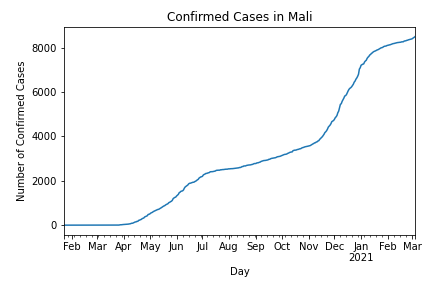 Confirmed Cases in Mali
Number of Confirmed Cases
8000
6000
4000
2000
0
Feb Mar Apr May Jun Jul Aug Sep Oct Nov Dec Jan Feb Mar
2021
Day